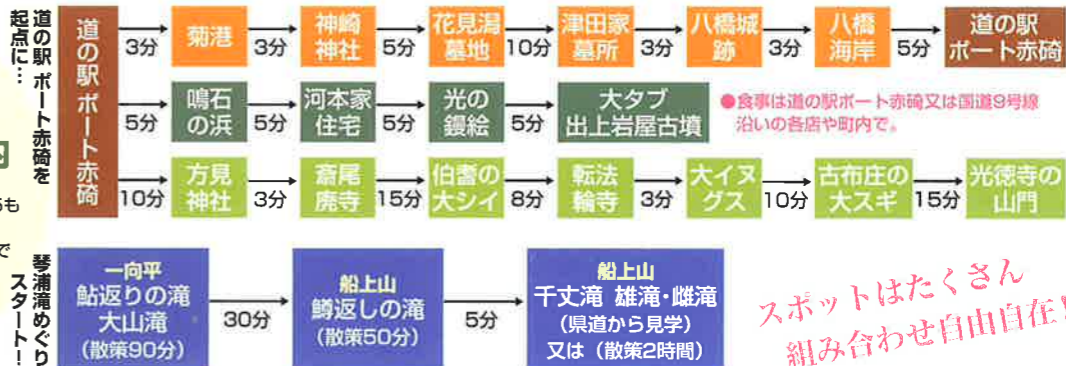 道の駅 ポート赤碕を
起点に…
道の駅 ポート赤碕
3分
菊港
3分
神崎
神社
5分
花見潟
墓地
10分
津田家
墓所
3分
八橋城
跡
3分
八橋
海岸
5分
道の駅
ポート赤碕
5分
鳴石
の浜
5分
河本家
住宅
5分
光の
鏝絵
5分
大タブ
出上岩屋古墳
●食事は道の駅ポート赤碕又は国道9号線
沿いの各店や町内で。
10分
方見
神社
3分
斎尾
廃寺
15分
伯耆の
大シイ
8分
転法
輪寺
3分
大イヌ
グス
10分
古布庄の
大スギ
15分
光徳寺の
山門
も
で
琴浦滝めぐり
スタート!
一向平
鮎返りの滝
大山滝
(散策90分)
30分
船上山
鱒返しの滝
(散策50分)
5分
船上山
千丈滝 雄滝・雌滝
(県道から見学)
又は(散策2時間)
スポットはたくさん
組み合わせ自由自在!